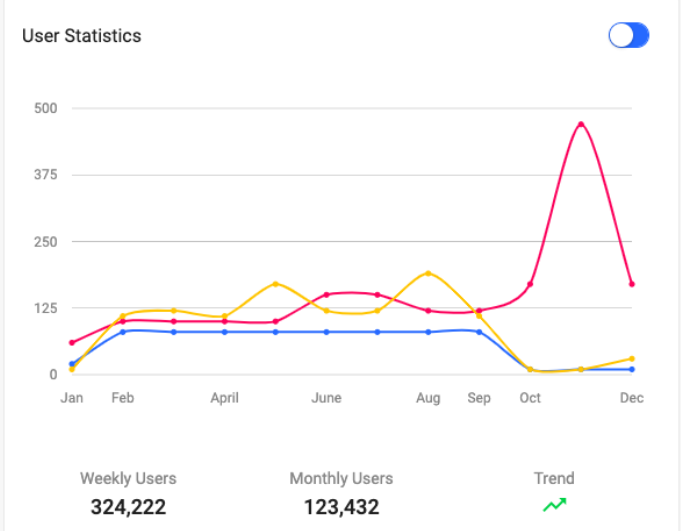 User Statistics
500
375
250
125
0
Jan Feb April June Aug Sep Oct Dec
Weekly Users Monthly Users Trend
324,222 123,432